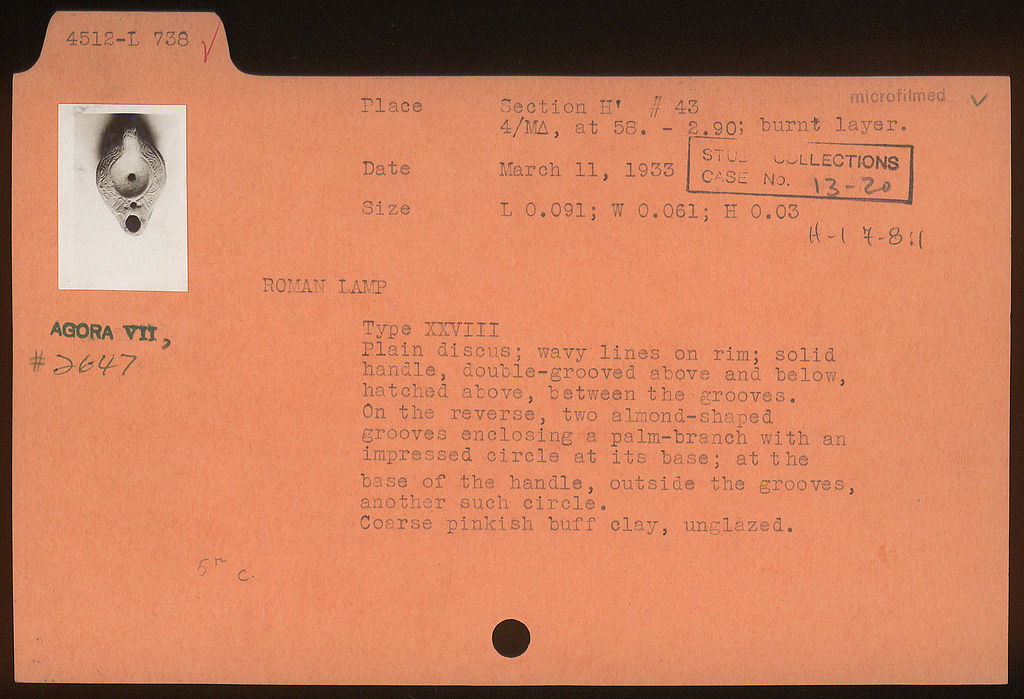 4512-L 738
microfilmed
Place Section H' # 43
4/ΜΔ, at 58. - 2.90; burnt layer.
COLLECTIONS
CASE No. 13-20
Date March 11, 1933
Size L 0.091; W 0.061; H 0.03
H-1 7-8:1
ROMAN LAMP
AGORA VII,
# 2647
Type XXVIII
Plain discus; wavy lines on rim; solid
handle, double-grooved above and below,
hatched above, between the grooves.
On the reverse, two almond-shaped
grooves enclosing a palm-branch with an
impressed circle at its base; at the
base of the handle, outside the grooves,
another such circle.
Coarse pinkish buff clay, unglazed.
c.